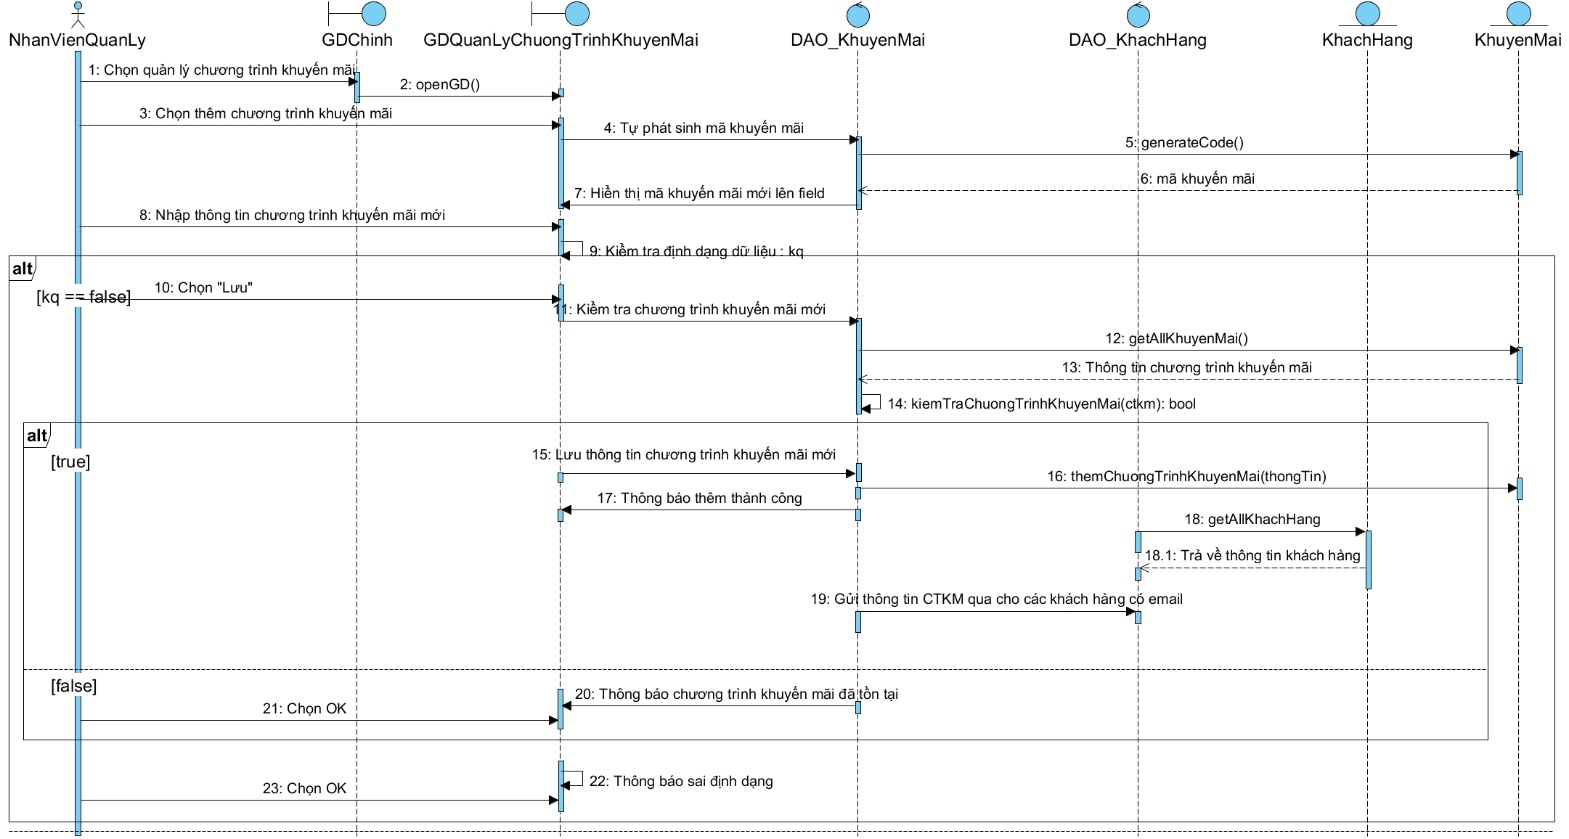 NhanVienQuanLy
GDChinh
GDQuanLyChuongTrinhKhuyenMai
DAO_KhuyenMai
DAO_KhachHang
KhachHang
KhuyenMai
1: Chọn quản lý chương trình khuyến mãi
2: openGD()
3: Chọn thêm chương trình khuyến mãi
4: Tự phát sinh mã khuyến mãi
5: generateCode()
6: mã khuyến mãi
7: Hiển thị mã khuyến mãi mới lên field
8: Nhập thông tin chương trình khuyến mãi mới
9: Kiểm tra định dạng dữ liệu : kq
alt
[kq == false]
10: Chọn "Lưu"
11: Kiểm tra chương trình khuyến mãi mới
12: getAllKhuyenMai()
13: Thông tin chương trình khuyến mãi
14: kiemTraChuongTrinhKhuyenMai(ctkm): bool
alt
[true]
15: Lưu thông tin chương trình khuyến mãi mới
16: themChuongTrinhKhuyenMai(thongTin)
17: Thông báo thêm thành công
18: getAllKhachHang
18.1: Trả về thông tin khách hàng
19: Gửi thông tin CTKM qua cho các khách hàng có email
[false]
20: Thông báo chương trình khuyến mãi đã tồn tại
21: Chọn OK
22: Thông báo sai định dạng
23: Chọn OK